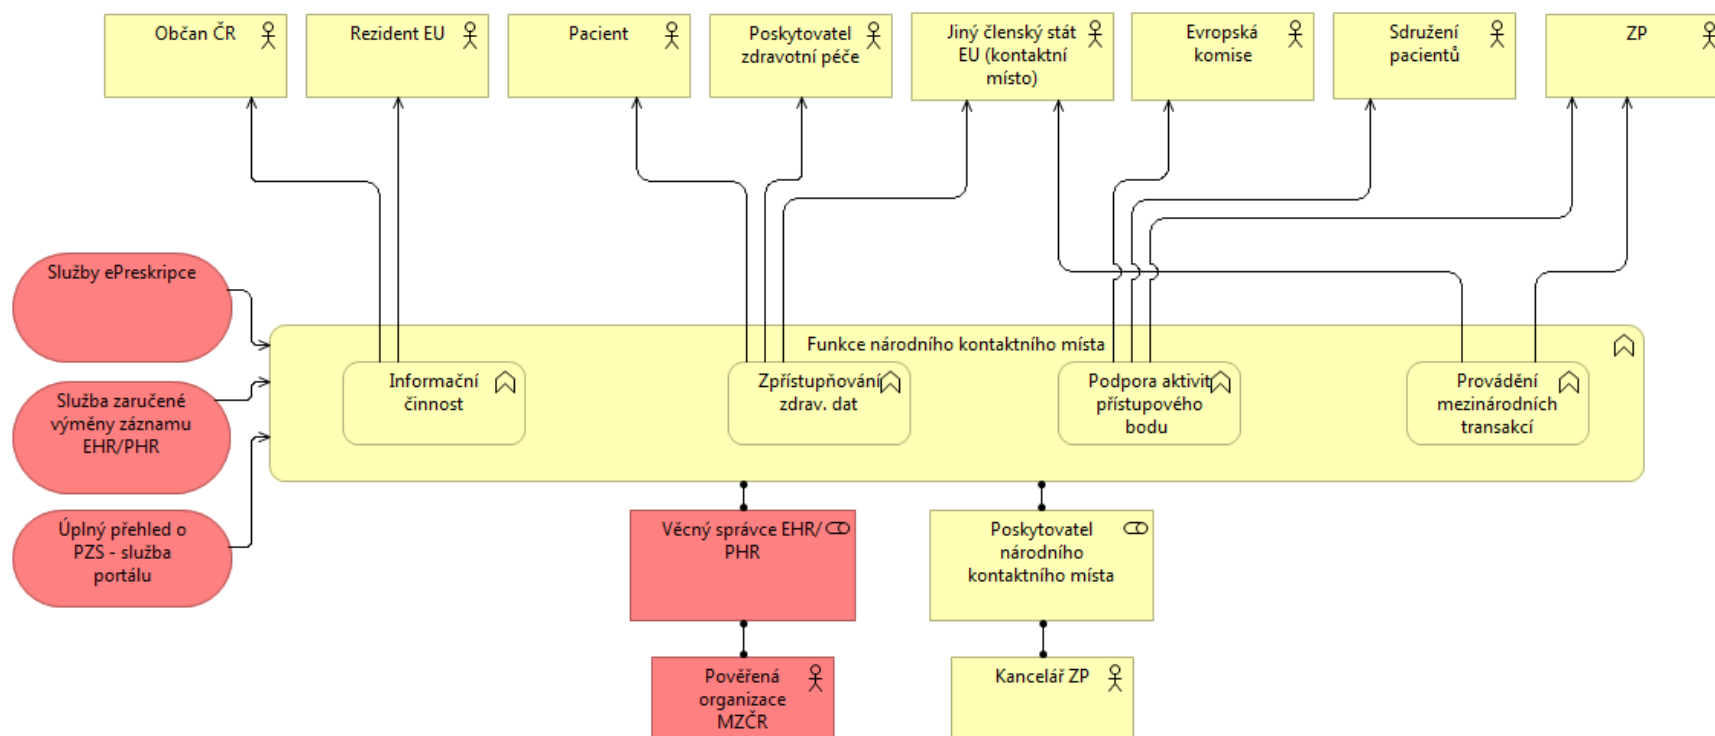 Občan ČR
Rezident EU
Pacient
Poskytovatel
zdravotní péče
Jiný členský stát
EU (kontaktní
místo)
Evropská
komise
Sdružení
pacientů
ZP
Služby ePreskripce
Služba zaručené
výměny záznamu
EHR/PHR
Úplný přehled o
PZS - služba
portálu
Funkce národního kontaktního místa
Informační
činnost
Zpřístupňování
zdrav. dat
Podpora aktivit
přístupového
bodu
Provádění
mezinárodních
transakcí
Věcný správce EHR/
PHR
Poskytovatel
národního
kontaktního místa
Pověřená
organizace
MZČR
Kancelář ZP